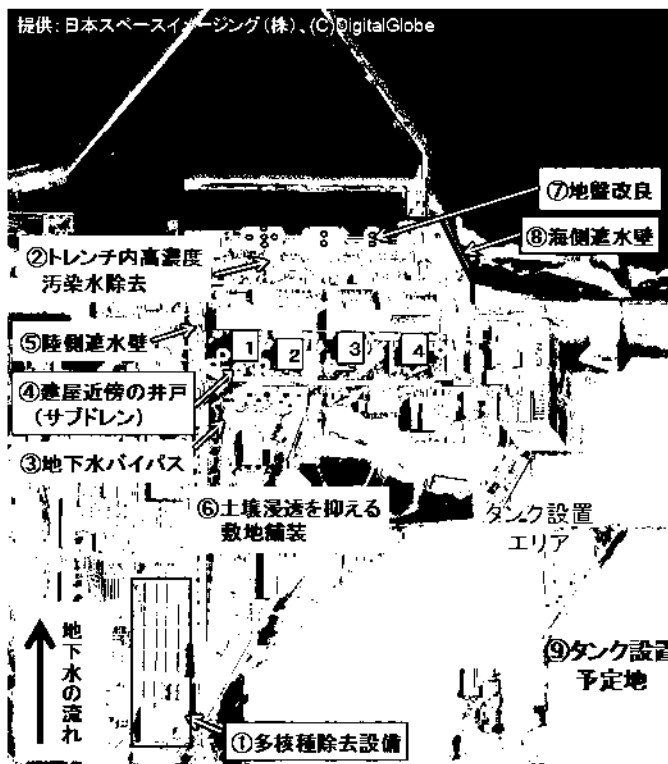 提供：日本スペースイメージング（株）、(C)DigitalGlobe
⑦地盤改良
⑧海側遮水壁
②トレンチ内高濃度
汚染水除去
⑤陸側遮水壁
1
2
3
4
④建屋近傍の井戸
（サブドレン）
③地下水バイパス
⑥土壌浸透を抑える
敷地舗装
タンク設置
エリア
⑨タンク設置
予定地
地下水の流れ
①多核種除去設備